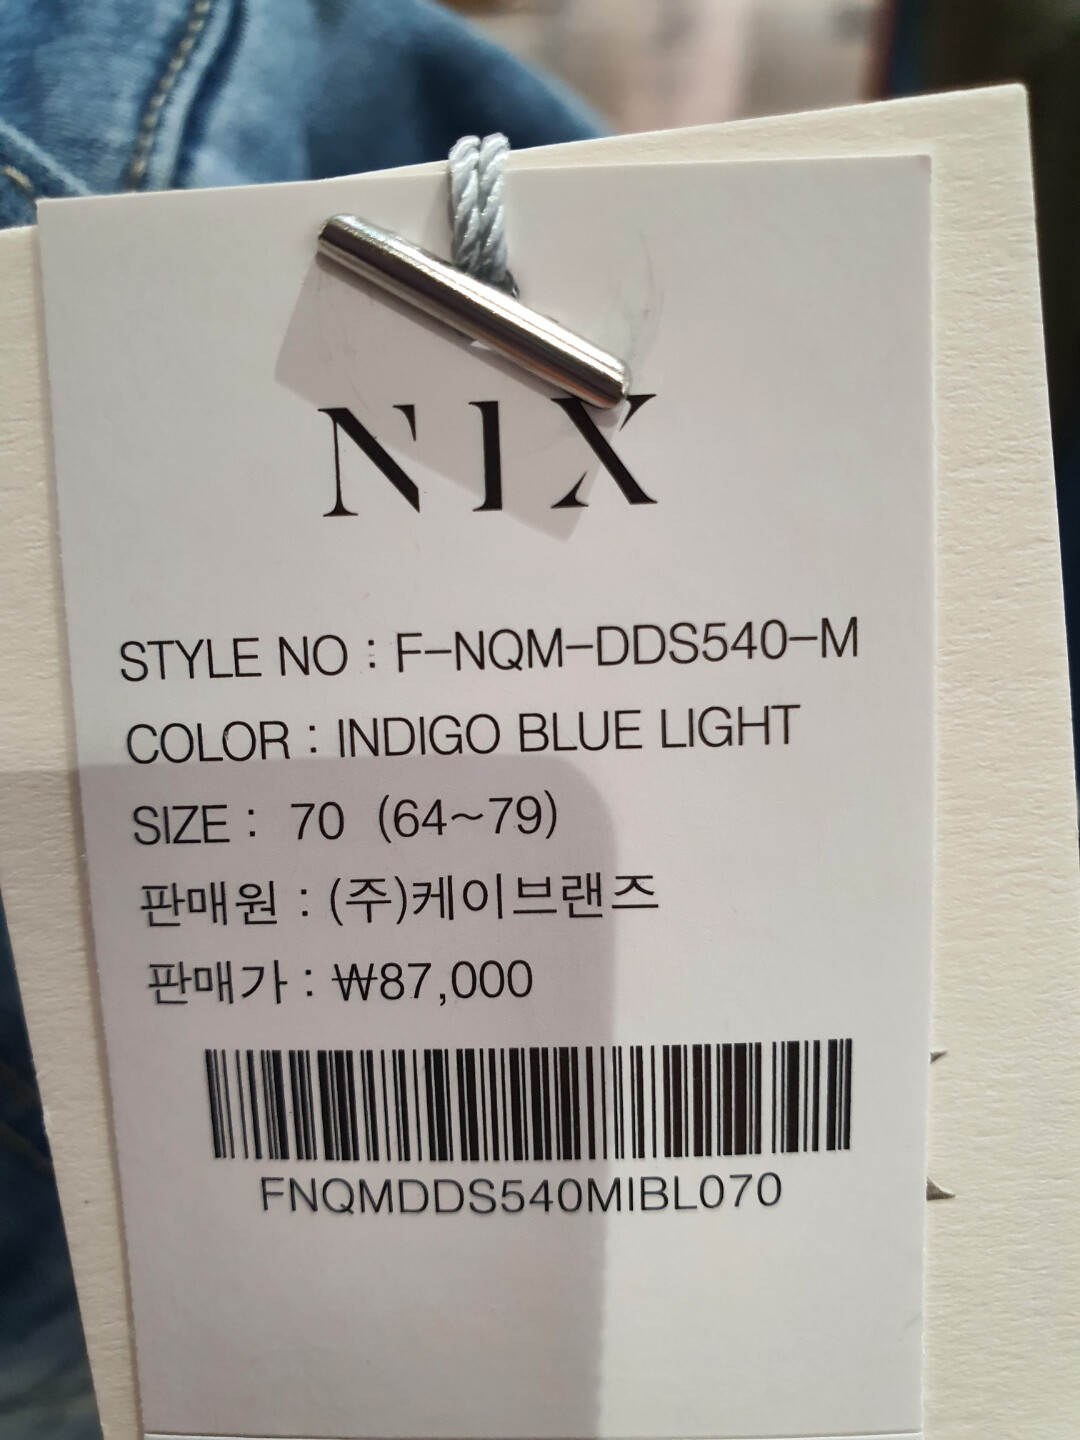 NIX
STYLE NO : F-NQM-DDS540-M
COLOR : INDIGO BLUE LIGHT
SIZE : 70 (64~79)
판매원 : (주)케이브랜즈
판매가 : ₩87,000
FNQMDDS540MIBL070